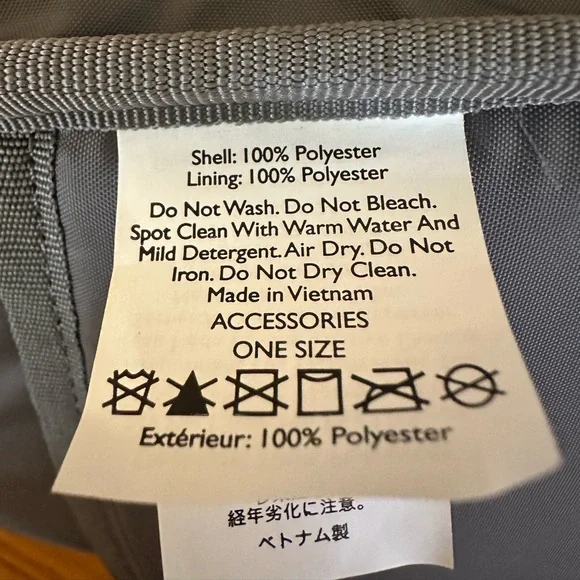 Shell: 100% Polyester
Lining: 100% Polyester
Do Not Wash. Do Not Bleach.
Spot Clean With Warm Water And
Mild Detergent. Air Dry. Do Not
Iron. Do Not Dry Clean.
Made in Vietnam
ACCESSORIES
ONE SIZE
Extérieur: 100% Polyester
経年劣化に注意。
ベトナム製